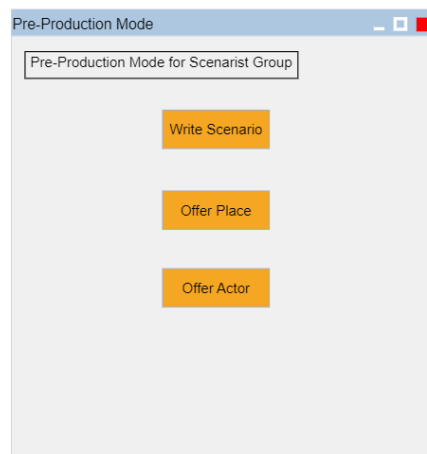 Pre-Production Mode
Pre-Production Mode for Scenarist Group
Write Scenario
Offer Place
Offer Actor